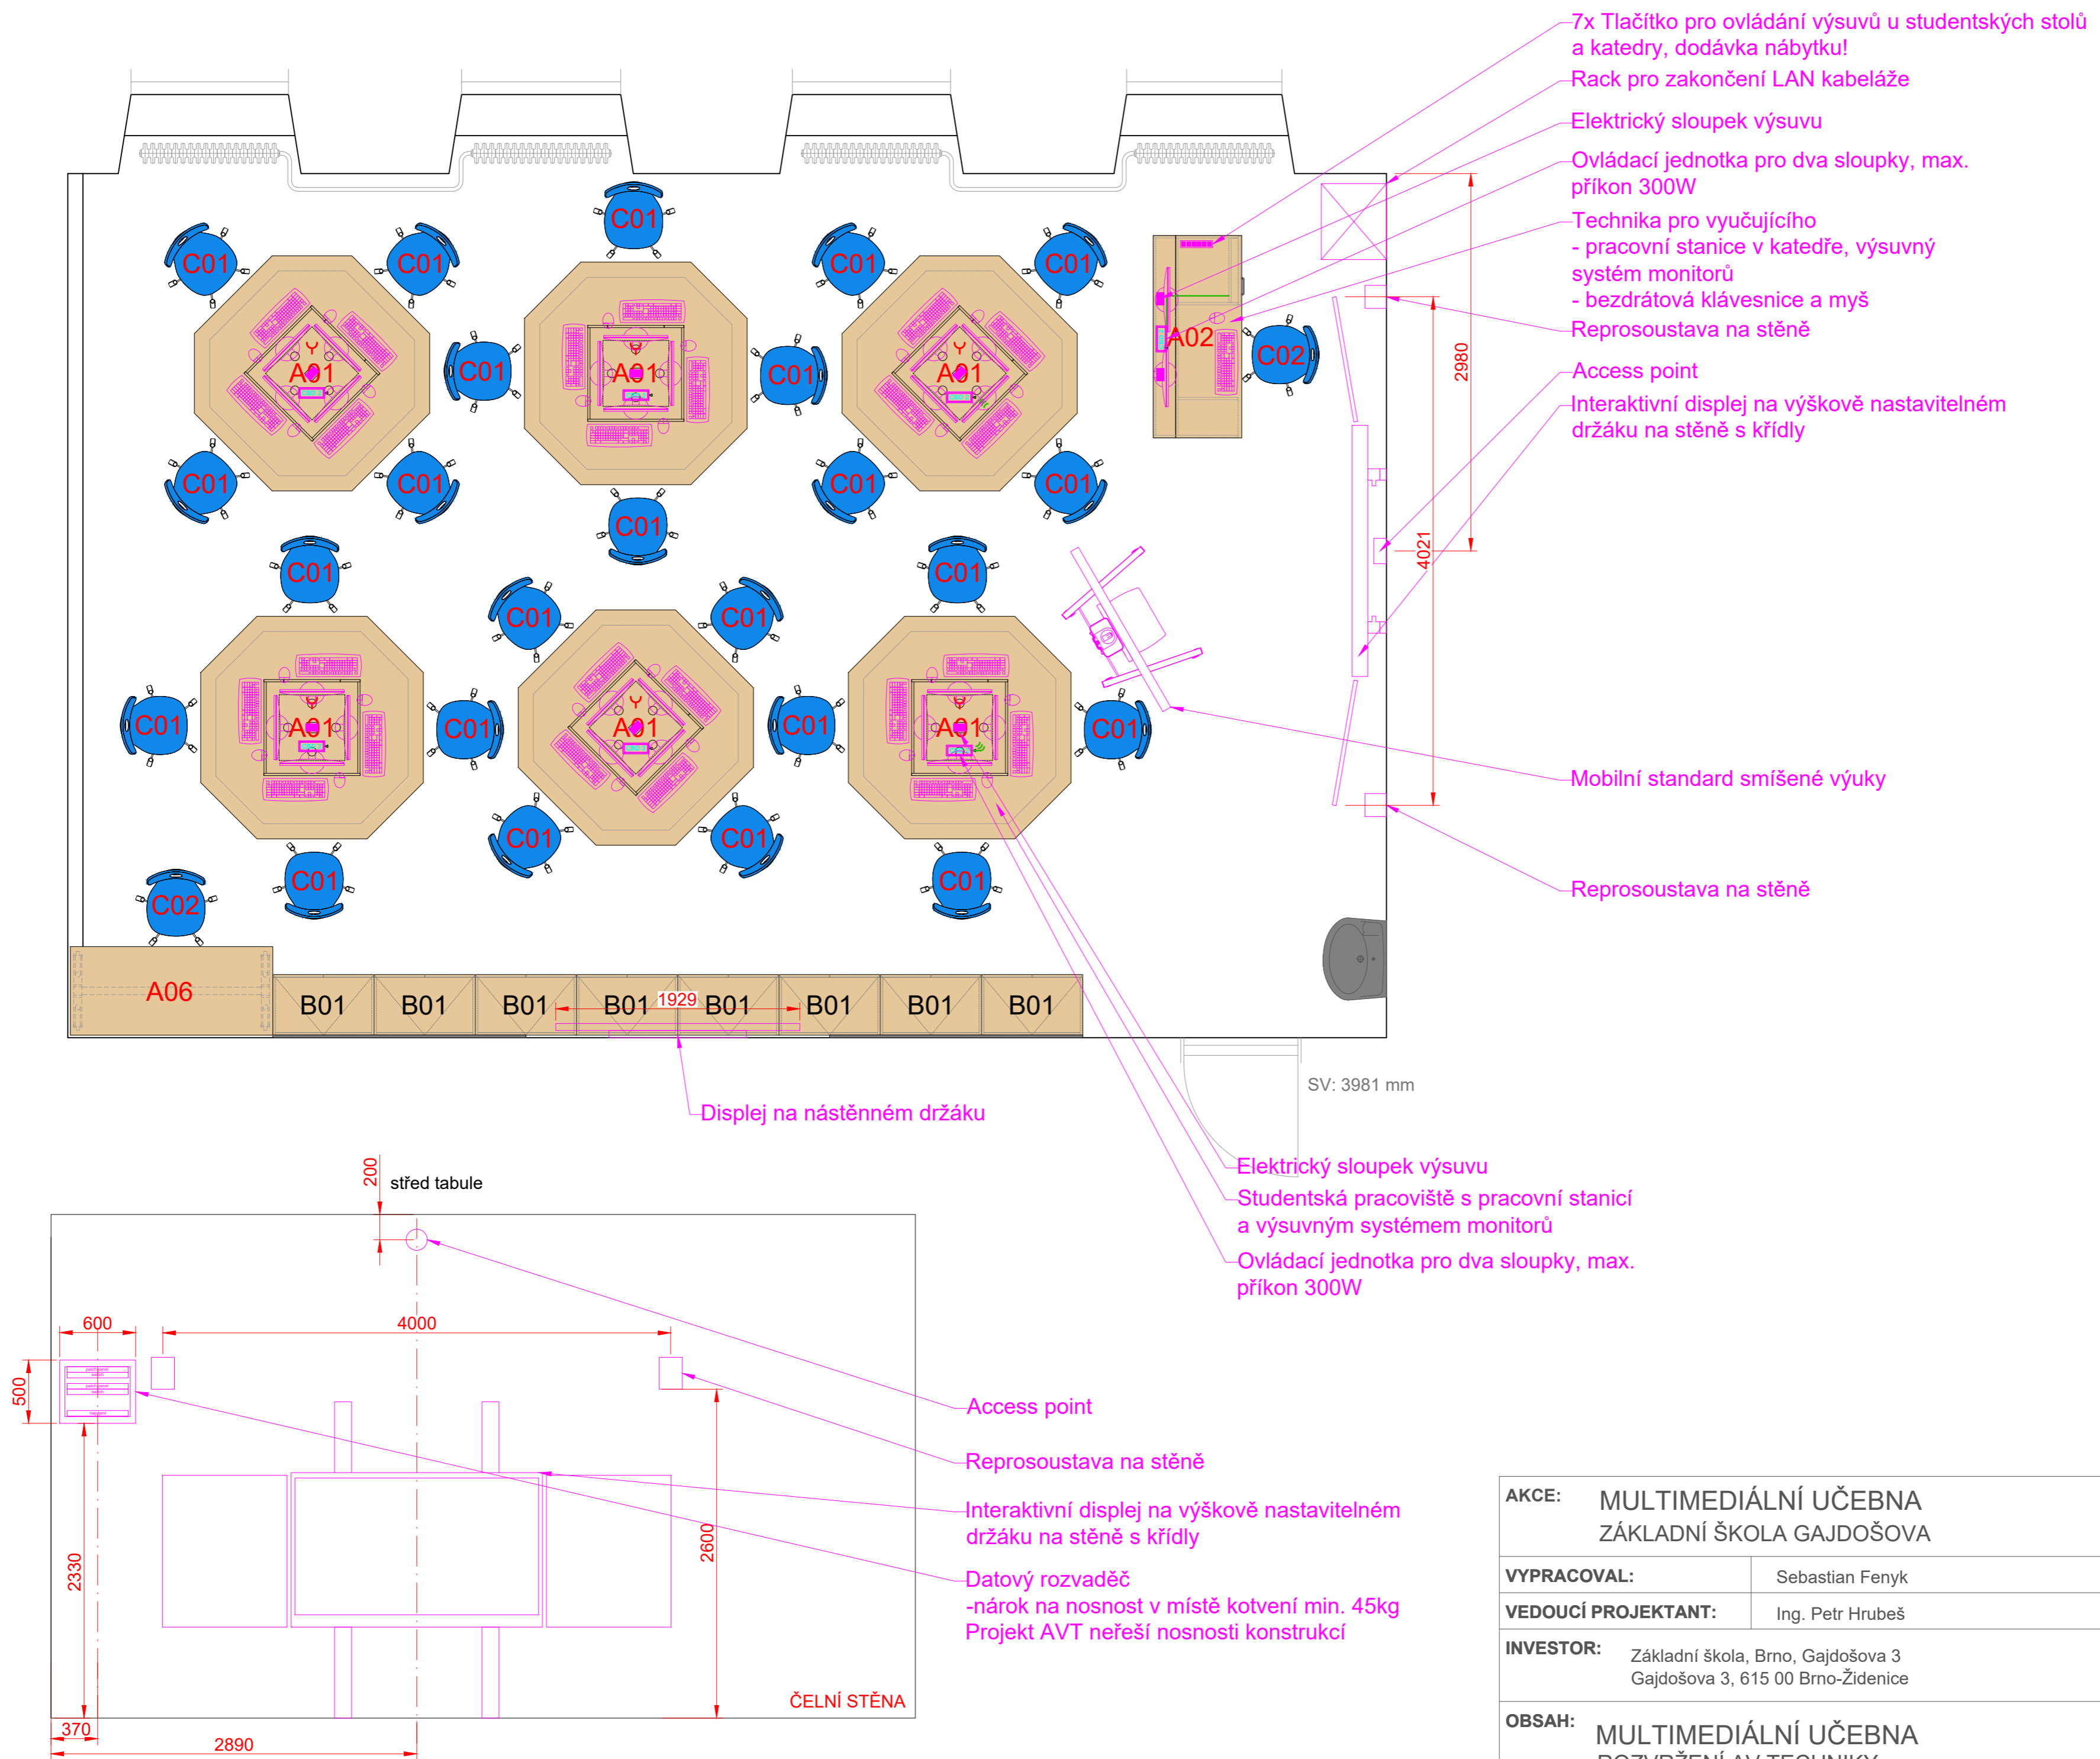 7x Tlačítko pro ovládání výsuvů u studentských stolů
a katedry, dodávka nábytku!
Rack pro zakončení LAN kabeláže
Elektrický sloupek výsuvu
Ovládací jednotka pro dva sloupky, max.
příkon 300W
Technika pro vyučujícího
- pracovní stanice v katedře, výsuvný
systém monitorů
- bezdrátová klávesnice a myš
Reprosoustava na stěně
Access point
Interaktivní displej na výškově nastavitelném
držáku na stěně s křídly
Mobilní standard smíšené výuky
Reprosoustava na stěně
C01
C01 C01 C01 C01
C01 C01 C02
A01 A01 A01 A02
C01 C01 C01 C01
C01
2980
4021
C01 C01
C01 C01
C01 C01 C01 C01
A01 A01 A01
C01 C01
C01 C01
C02
A06
B01 B01 B01 B01 B01 B01 B01 B01
1929
SV: 3981 mm
Displej na nástěnném držáku
Elektrický sloupek výsuvu
Studentská pracoviště s pracovní stanicí
a výsuvným systémem monitorů
Ovládací jednotka pro dva sloupky, max.
příkon 300W
200
střed tabule
600
4000
500
2330
2600
370
2890
ČELNÍ STĚNA
Access point
Reprosoustava na stěně
Interaktivní displej na výškově nastavitelném
držáku na stěně s křídly
Datový rozvaděč
-nárok na nosnost v místě kotvení min. 45kg
Projekt AVT neřeší nosnosti konstrukcí
AKCE: MULTIMEDIÁLNÍ UČEBNA
ZÁKLADNÍ ŠKOLA GAJDOŠOVA
VYPRACOVAL: Sebastian Fenyk
VEDOUCÍ PROJEKTANT: Ing. Petr Hrubeš
INVESTOR: Základní škola, Brno, Gajdošova 3
Gajdošova 3, 615 00 Brno-Židenice
OBSAH: MULTIMEDIÁLNÍ UČEBNA
ROZVRŽENÍ AV TECHNIKY